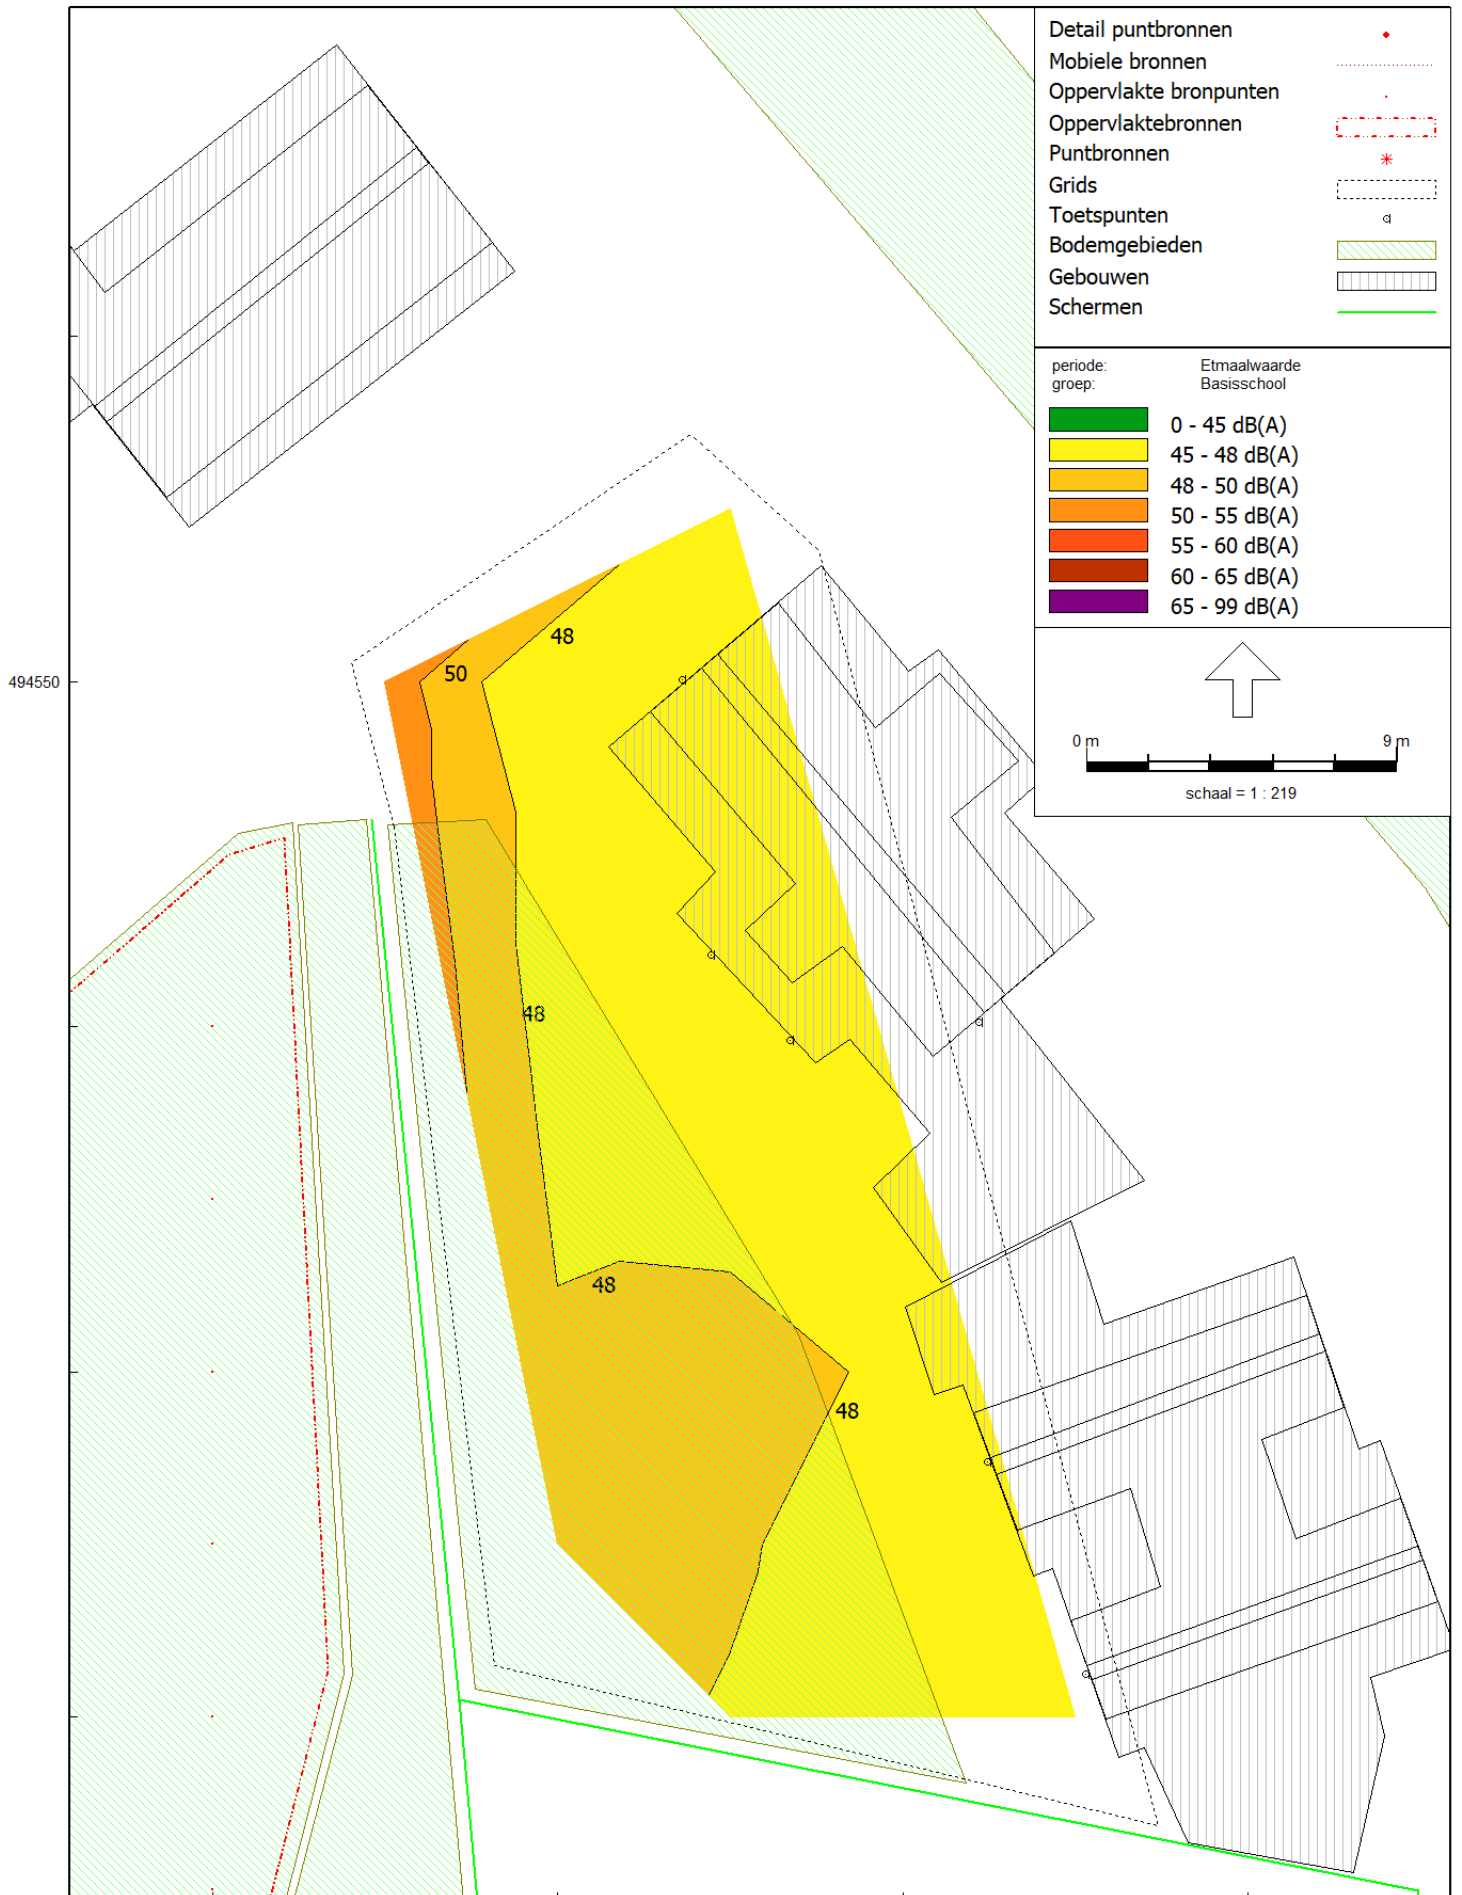 Detail puntbronnen
Mobiele bronnen
Oppervlakte bronpunten
Oppervlaktebronnen
Puntbronnen
Grids
Toetspunten
Bodemgebieden
Gebouwen
Schermen
periode: Etmaalwaarde
groep: Basisschool
0 - 45 dB(A)
45 - 48 dB(A)
48 - 50 dB(A)
50 - 55 dB(A)
55 - 60 dB(A)
60 - 65 dB(A)
65 - 99 dB(A)
0 m 9 m
schaal = 1 : 219
48
50
494550
48
48
48